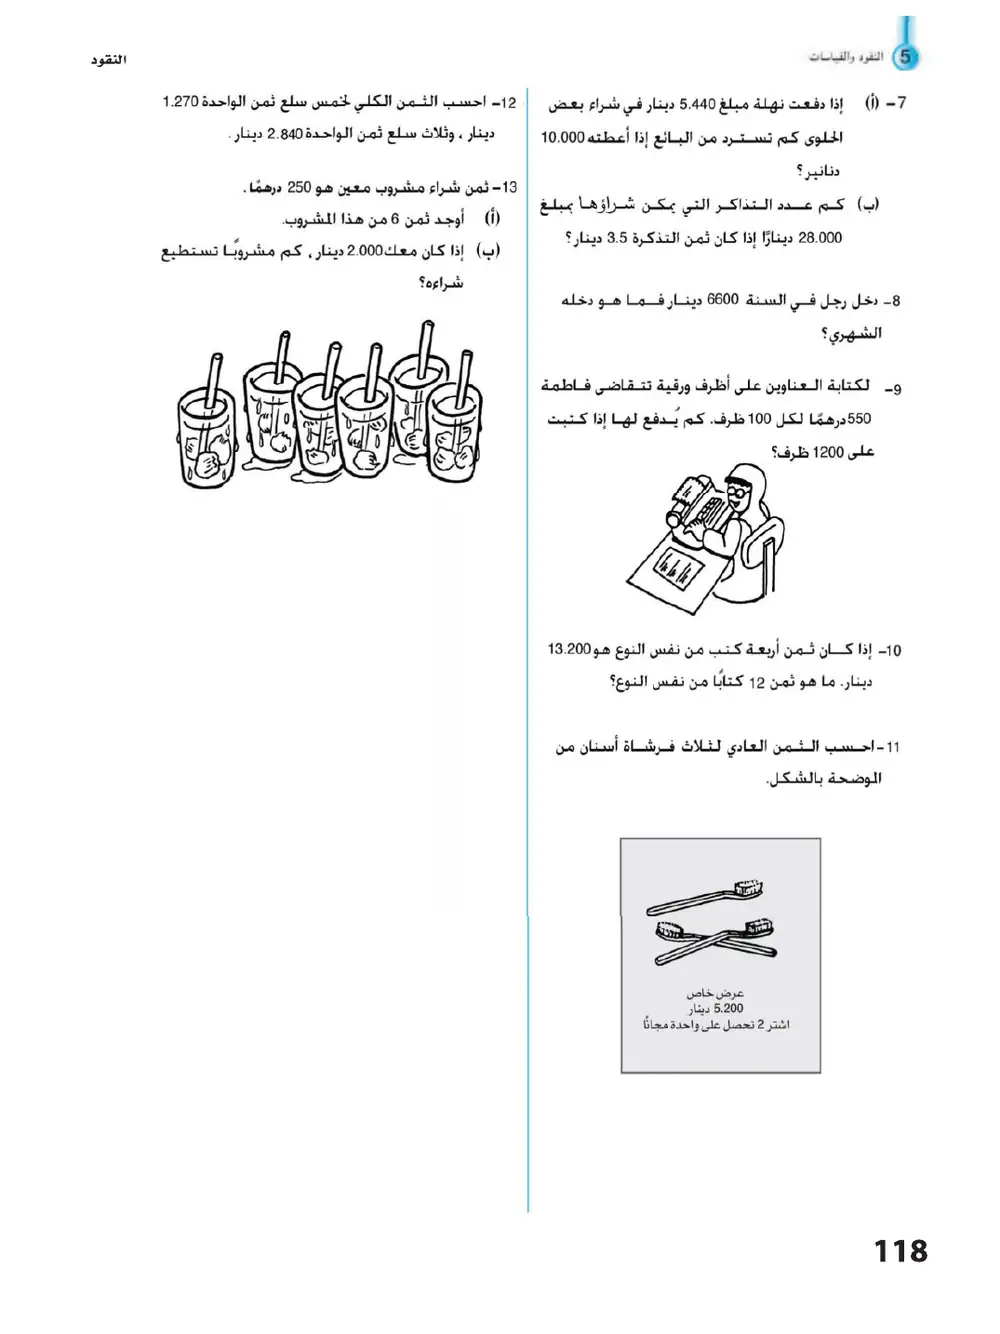 5 النقود والقياسات
النقود
7- (أ) إذا دفعت نهلة مبلغ 5.440 دينار في شراء بعض
الحلوى كم تسترد من البائع إذا أعطته 10.000
دنانير؟
(ب) كم عدد التذاكر التي يمكن شراؤها بمبلغ
28.000 دينارًا إذا كان ثمن التذكرة 3.5 دينار؟
8- دخل رجل في السنة 6600 دينار فما هو دخله
الشهري؟
9- لكتابة العناوين على أظرف ورقية تتقاضى فاطمة
550 درهمًا لكل 100 ظرف. كم يُدفع لها إذا كتبت
على 1200 ظرف؟
10- إذا كان ثمن أربعة كتب من نفس النوع هو 13.200
دينار. ما هو ثمن 12 كتابًا من نفس النوع؟
11- احسب الثمن العادي لثلاث فرشاة أسنان من
الموضحة بالشكل.
عرض خاص
5.200 دينار
اشتر 2 تحصل على واحدة مجانًا
12- احسب الثمن الكلي لخمس سلع ثمن الواحدة 1.270
دينار ، وثلاث سلع ثمن الواحدة 2.840 دينار .
13- ثمن شراء مشروب معين هو 250 درهمًا .
(أ) أوجد ثمن 6 من هذا المشروب.
(ب) إذا كان معك 2.000 دينار ، كم مشروبًا تستطيع
شراءه؟
118